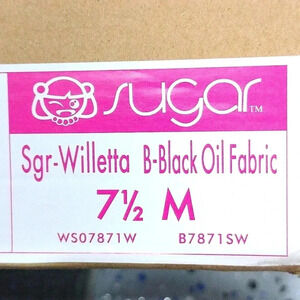 sugar™
Sgr-Willetta B-Black Oil Fabric
7½ M
WS07871W B7871SW